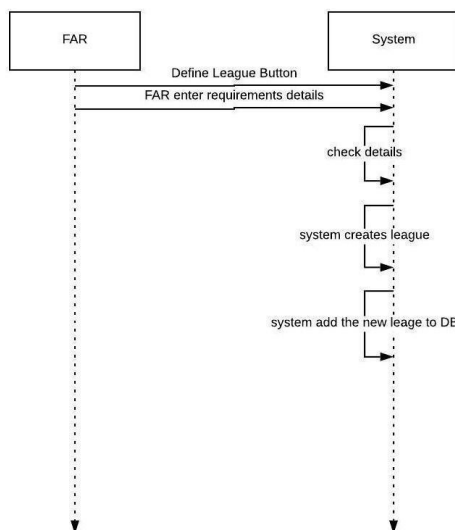 FAR
System
Define League Button
FAR enter requirements details
check details
system creates league
system add the new leage to DB